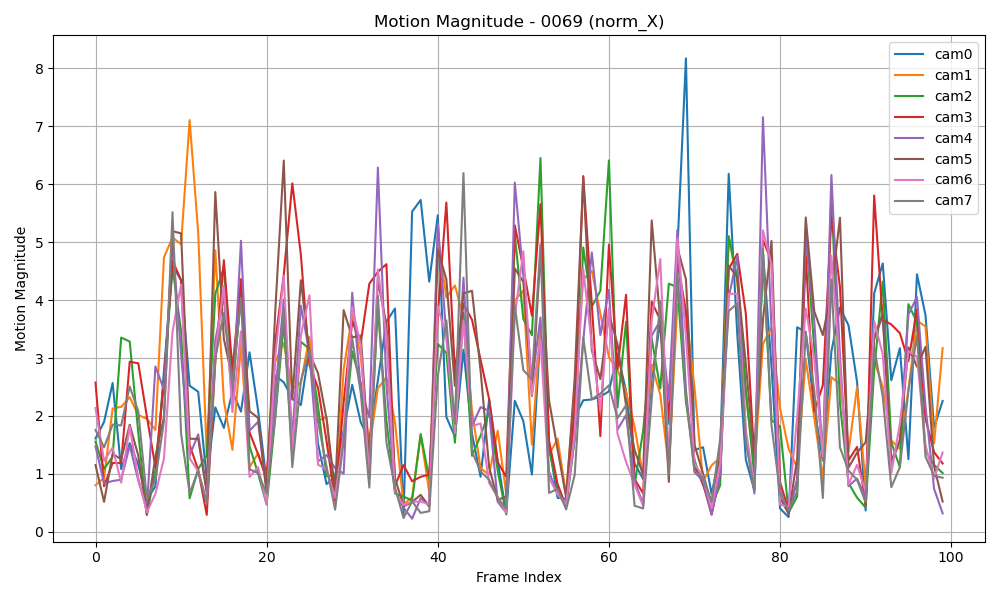 Motion Magnitude - 0069 (norm_X)
Motion Magnitude
8
7
6
5
4
3
2
1
0
0
20
40
60
80
100
Frame Index
cam0
cam1
cam2
cam3
cam4
cam5
cam6
cam7